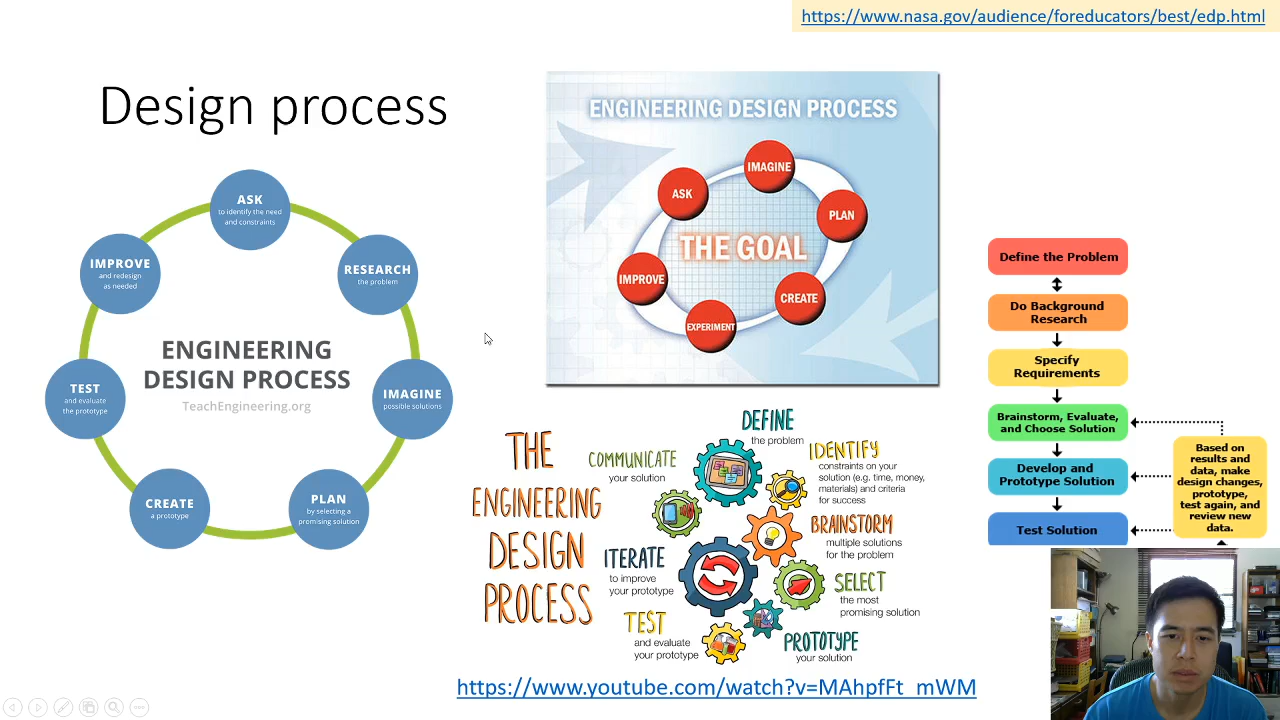 https://www.nasa.gov/audience/foreducators/best/edp.html
Design process
ASK
to identify the need
and constraints
RESEARCH
the problem
IMAGINE
possible solutions
PLAN
by selecting a
promising solution
CREATE
a prototype
TEST
and evaluate
the prototype
IMPROVE
and redesign
as needed
ENGINEERING
DESIGN PROCESS
TeachEngineering.org
ENGINEERING DESIGN PROCESS
ASK
IMAGINE
PLAN
CREATE
EXPERIMENT
IMPROVE
THE GOAL
THE
ENGINEERING
DESIGN
PROCESS
DEFINE
the problem
IDENTIFY
constraints on your
solution (e.g. time, money,
materials) and criteria
for success
BRAINSTORM
multiple solutions
for the problem
SELECT
the most
promising solution
PROTOTYPE
your solution
TEST
and evaluate
your prototype
ITERATE
to improve
your prototype
COMMUNICATE
your solution
https://www.youtube.com/watch?v=MAhpfFt_mWM
Define the Problem
Do Background
Research
Specify
Requirements
Brainstorm, Evaluate,
and Choose Solution
Develop and
Prototype Solution
Test Solution
Based on
results and
data, make
design changes,
prototype,
test again, and
review new
data.